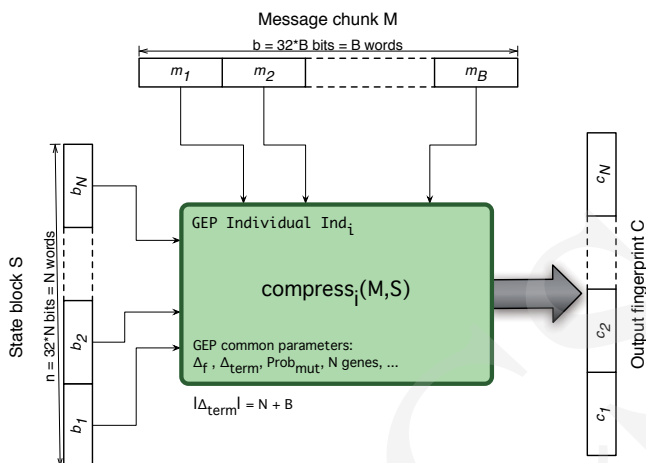 Message chunk M
b = 32*B bits = B words
m1 m2 mB
State block S
n = 32*N bits = N words
bN
b2
b1
GEP Individual Indi
compressi(M,S)
GEP common parameters:
Δf , Δterm, Probmut, N genes, ...
|Δterm| = N + B
cN
c2
c1
Output fingerprint C